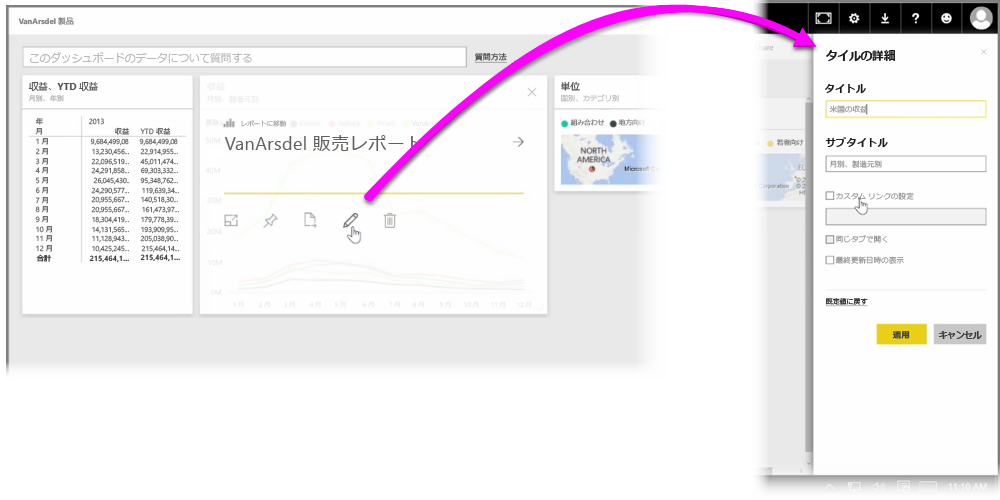 VanArsdel 製品
このダッシュボードのデータについて質問する
質問方法
収益、YTD 収益
月別、年別
年 2013
月 収益 YTD 収益
1 月 9,684,499,08 9,684,499,08
2 月 13,230,456... 22,914,955...
3 月 22,096,519... 45,011,474...
4 月 24,291,858... 69,303,332...
5 月 26,045,430. 95,348,762...
6 月 24,290,577... 119,639,34..
7 月 20,955,667... 140,518,30...
8 月 20,955,667... 161,473,97...
9 月 18,304,419... 179,778,39...
10 月 14,131,565... 193,909,95...
11 月 11,128,943... 205,038,90...
12 月 10,425,245... 215,464,14...
合計 215,464,1... 215,464,1...
収益
月別、製造元別
レポートに移動
VanArsdel 販売レポート
50M
40M
30M
20M
10M
0M
1 月 2 月 3 月 4 月 5 月 6 月 7 月 8 月 9 月 10 月 11 月 12 月
単位
国別、カテゴリ別
組み合わせ 地方向け
NORTH
AMERICA
Microsoft Co
若者向け
Corporation
タイルの詳細
タイトル
米国の収益
サブタイトル
月別、製造元別
カスタム リンクの設定
同じタブで開く
最終更新日時の表示
既定値に戻す
適用 キャンセル
11:10 AM